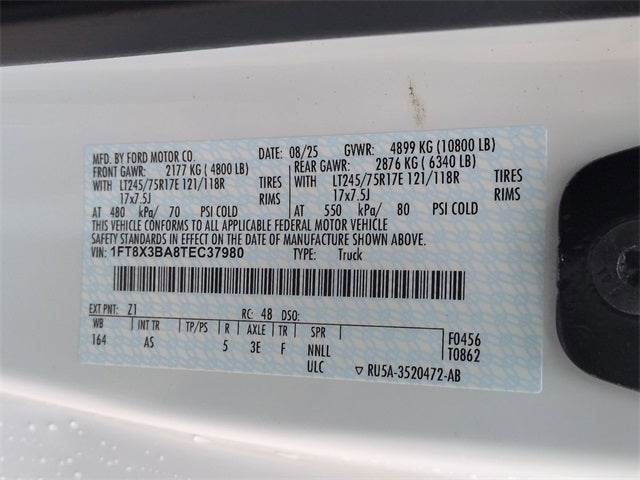 MFD. BY FORD MOTOR CO. DATE: 08/25 GVWR: 4899 KG (10800 LB)
FRONT GAWR: 2177 KG ( 4800 LB) REAR GAWR: 2876 KG ( 6340 LB)
WITH LT245/75R17E 121/118R TIRES WITH LT245/75R17E 121/118R TIRES
17x7.5J RIMS 17x7.5J RIMS
AT 480 kPa/ 70 PSI COLD AT 550 kPa/ 80 PSI COLD
THIS VEHICLE CONFORMS TO ALL APPLICABLE FEDERAL MOTOR VEHICLE
SAFETY STANDARDS IN EFFECT ON THE DATE OF MANUFACTURE SHOWN ABOVE.
VIN: 1FT8X3BA8TEC37980 TYPE: Truck
EXT PNT: Z1 RC: 48 DSO:
WB INT TR TP/PS R AXLE TR SPR F0456
164 AS 5 3E F NNLL T0862
ULC ▽ RU5A-3520472-AB